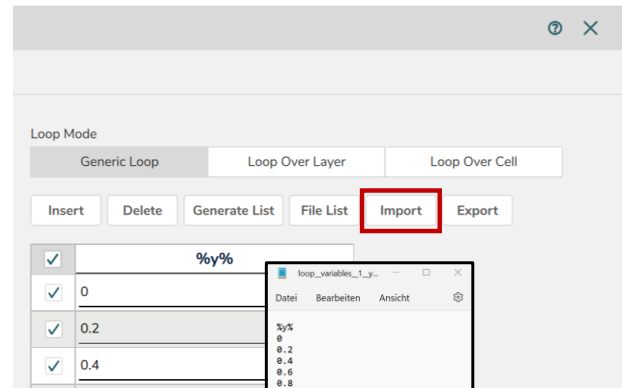 Loop Mode
Generic Loop Loop Over Layer Loop Over Cell
Insert Delete Generate List File List Import Export
%y%
0
0.2
0.4
loop_variables_1_y...
Datei Bearbeiten Ansicht
%y%
0
0.2
0.4
0.6
0.8